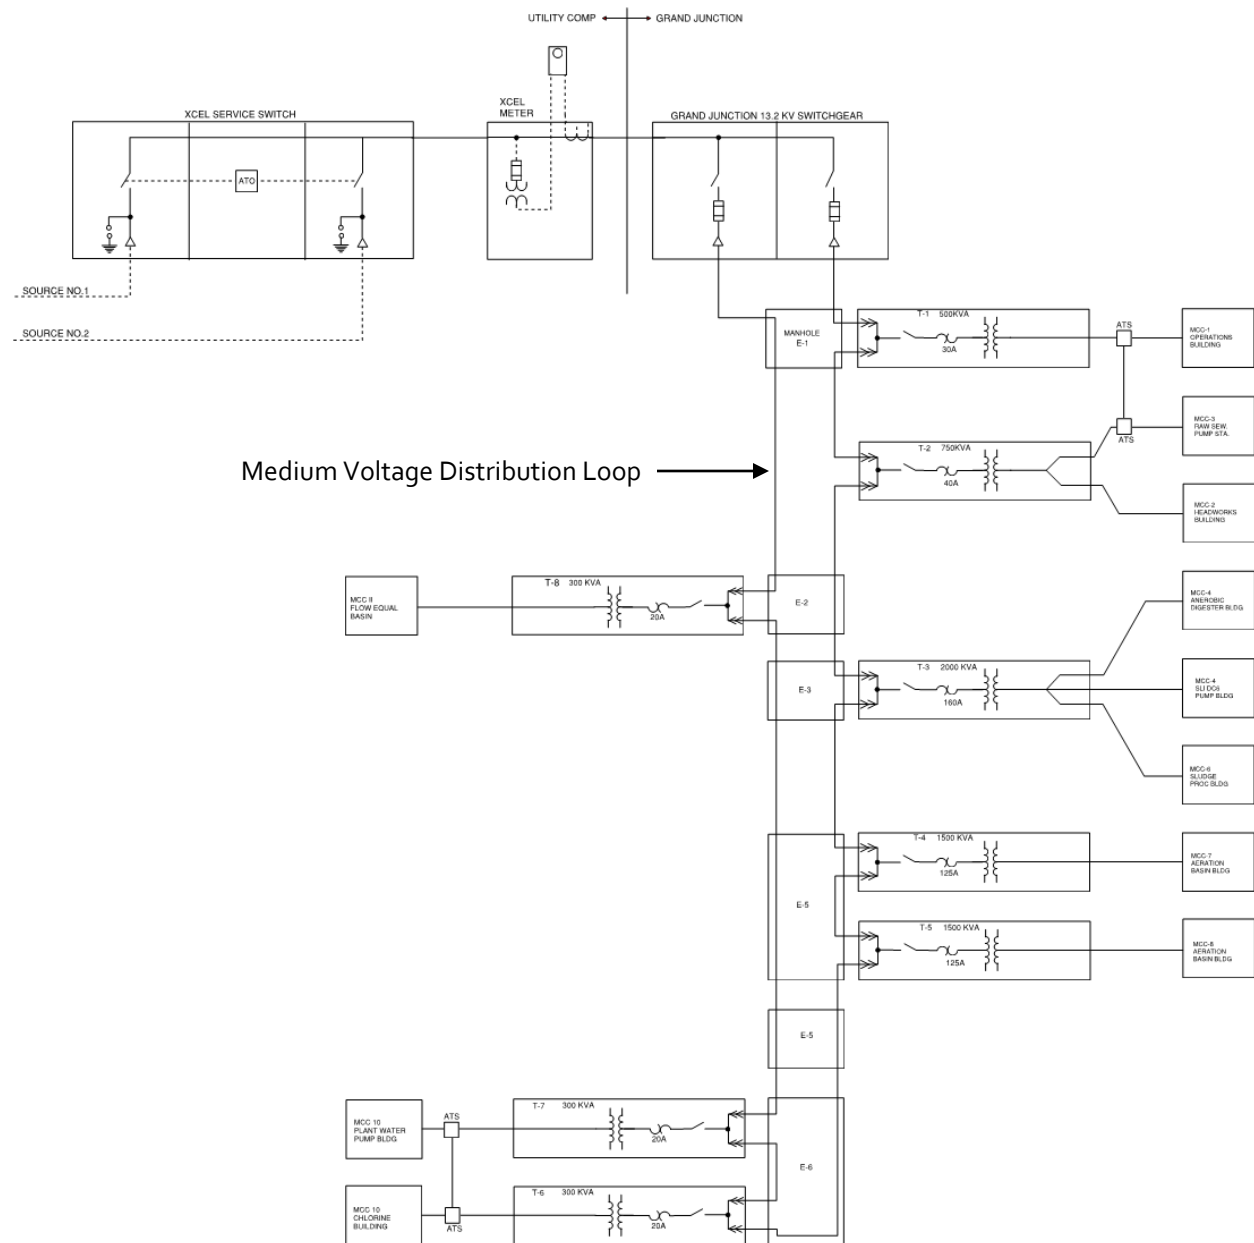 UTILITY COMP
GRAND JUNCTION
XCEL SERVICE SWITCH
XCEL
METER
GRAND JUNCTION 13.2 KV SWITCHGEAR
ATO
SOURCE NO.1
SOURCE NO.2
MANHOLE
E-1
T-1 500KVA
30A
ATS
MCC-1
OPERATIONS
BUILDING
MCC-3
RAW SEW.
PUMP STA.
ATS
T-2 750KVA
40A
Medium Voltage Distribution Loop
MCC-2
HEADWORKS
BUILDING
MCC II
FLOW EQUAL
BASIN
T-8 300 KVA
20A
E-2
MCC-4
ANEROBIC
DIGESTER BLDG
E-3
T-3 2000 KVA
160A
MCC-4
SLI DC6
PUMP BLDG
MCC-6
SLUDGE
PROC BLDG
T-4 1500 KVA
125A
MCC-7
AERATION
BASIN BLDG
E-5
T-5 1500 KVA
125A
MCC-8
AERATION
BASIN BLDG
E-5
MCC 10
PLANT WATER
PUMP BLDG
ATS
T-7 300 KVA
20A
E-6
MCC 10
CHLORINE
BUILDING
ATS
T-6 300 KVA
20A